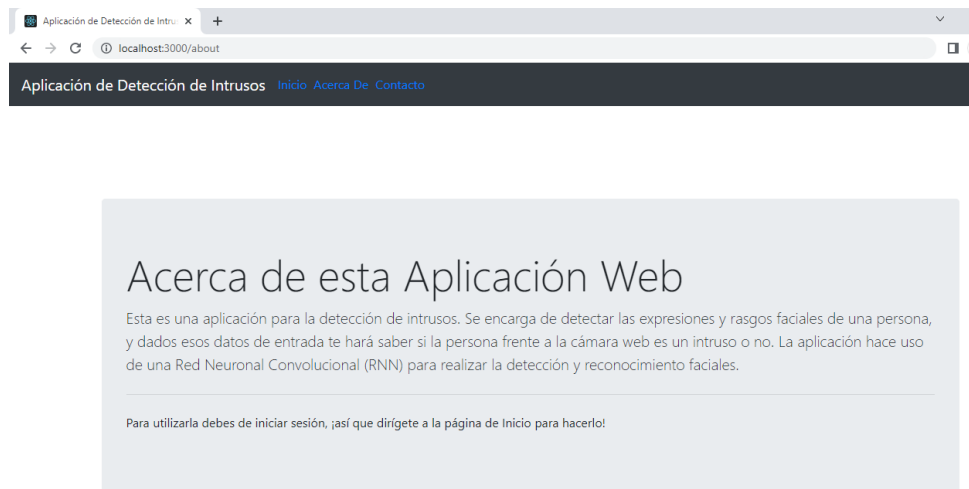 Aplicación de Detección de Intru
localhost:3000/about
Aplicación de Detección de Intrusos Inicio Acerca De Contacto
Acerca de esta Aplicación Web
Esta es una aplicación para la detección de intrusos. Se encarga de detectar las expresiones y rasgos faciales de una persona,
y dados esos datos de entrada te hará saber si la persona frente a la cámara web es un intruso o no. La aplicación hace uso
de una Red Neuronal Convolucional (RNN) para realizar la detección y reconocimiento faciales.
Para utilizarla debes de iniciar sesión, ¡así que dirígete a la página de Inicio para hacerlo!